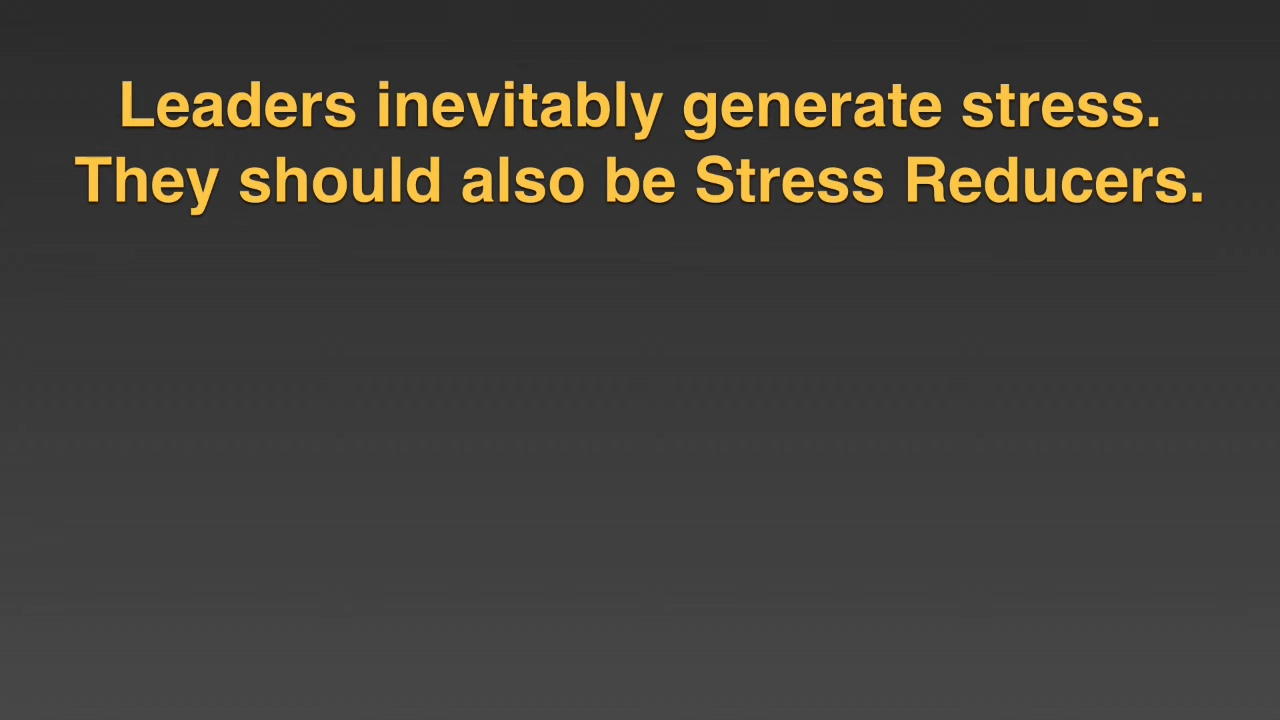 Leaders inevitably generate stress.
They should also be Stress Reducers.